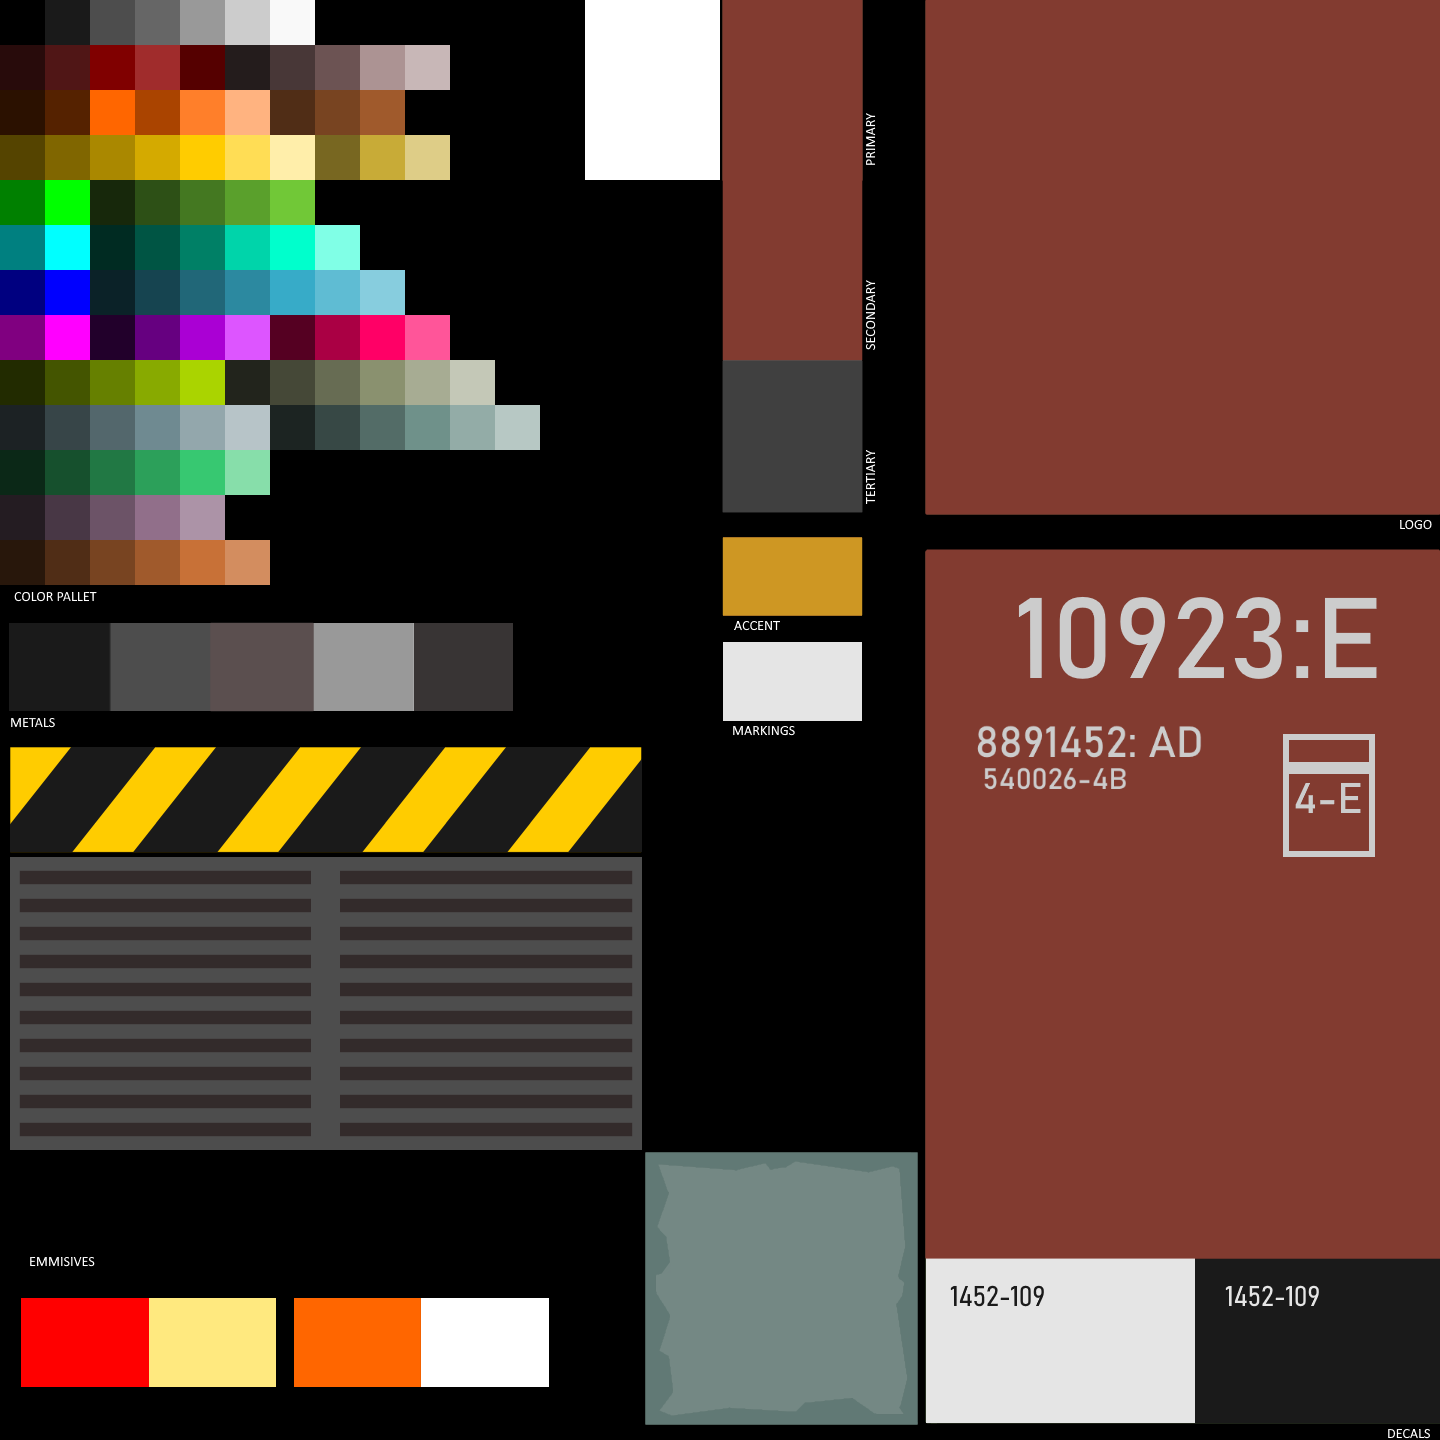 PRIMARY
SECONDARY
TERTIARY
LOGO
COLOR PALLET
ACCENT
METALS
MARKINGS
10923:E
8891452: AD
540026-4B
4-E
EMMISIVES
1452-109
1452-109
DECALS